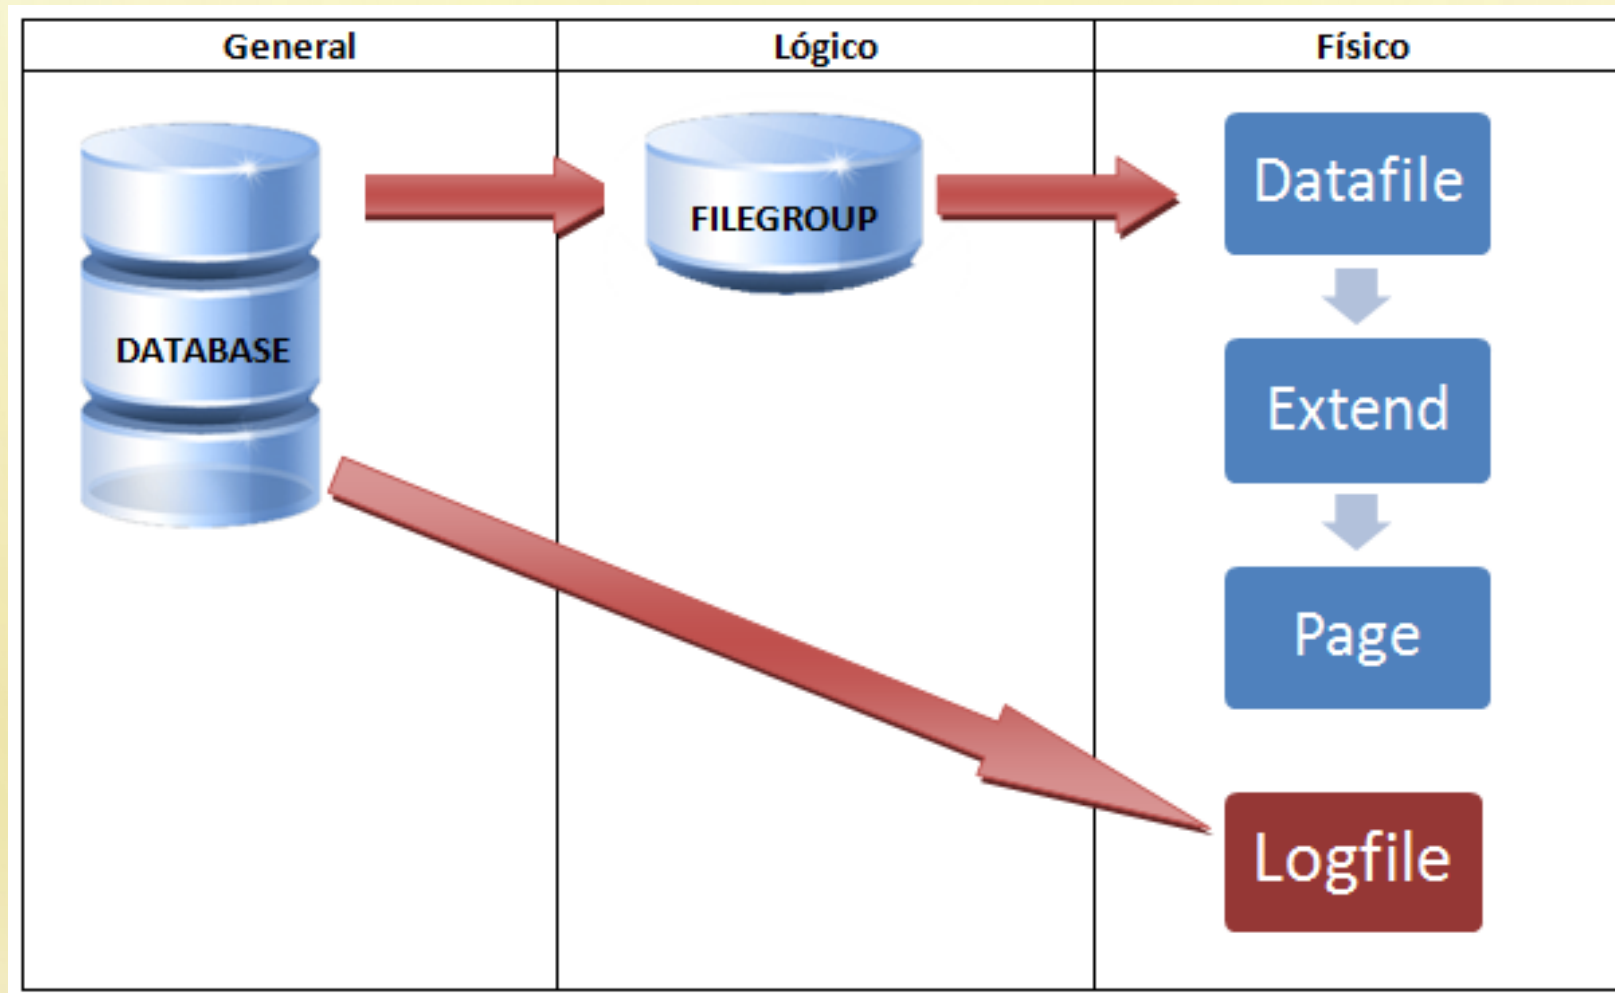 General
Lógico
Físico
DATABASE
FILEGROUP
Datafile
Extend
Page
Logfile